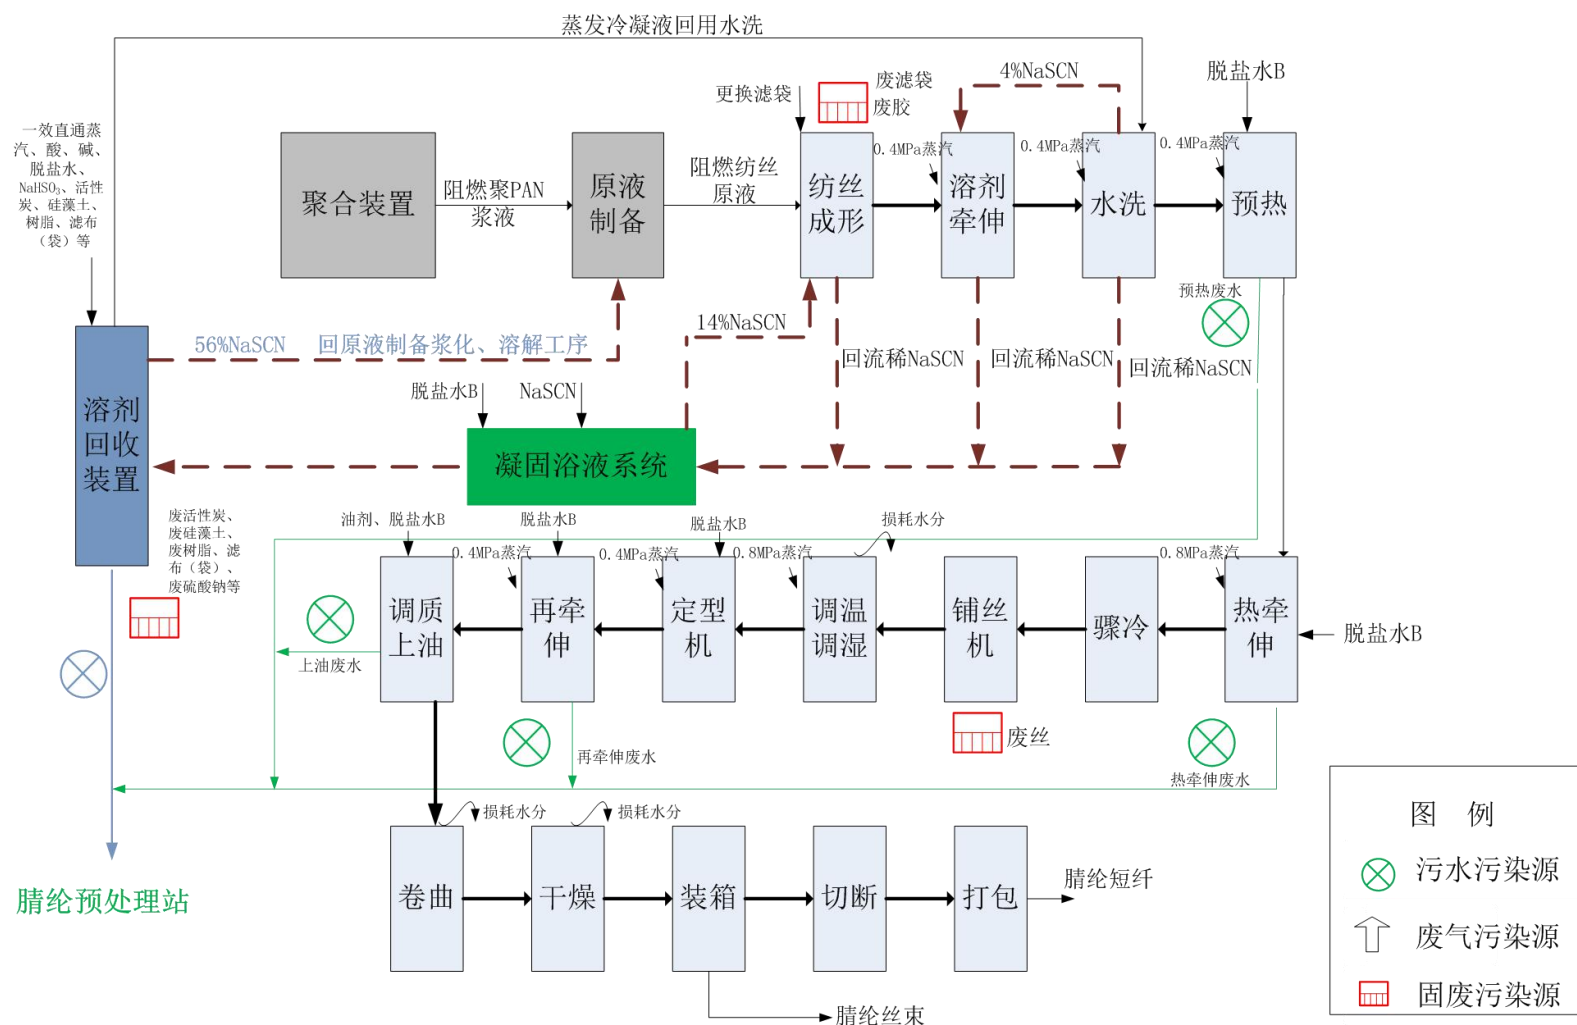 蒸发冷凝液回用水洗
更换滤袋
废滤袋
废胶
4%NaSCN
脱盐水B
一效直通蒸
汽、酸、碱、
脱盐水、
NaHSO₃、活性
炭、硅藻土、
树脂、滤布
（袋）等
聚合装置
阻燃聚PAN
浆液
原液
制备
阻燃纺丝
原液
纺丝
成形
0.4MPa蒸汽
溶剂
牵伸
0.4MPa蒸汽
水洗
0.4MPa蒸汽
预热
预热废水
56%NaSCN 回原液制备浆化、溶解工序
14%NaSCN
回流稀NaSCN
回流稀NaSCN
回流稀NaSCN
脱盐水B
NaSCN
溶剂
回收
装置
凝固浴液系统
废活性炭、
废硅藻土、
废树脂、滤
布（袋）、
废硫酸钠等
油剂、脱盐水B
脱盐水B
脱盐水B
损耗水分
0.4MPa蒸汽
0.4MPa蒸汽
0.8MPa蒸汽
0.8MPa蒸汽
调质
上油
再牵
伸
定型
机
调温
调湿
铺丝
机
骤冷
热牵
伸
脱盐水B
上油废水
再牵伸废水
废丝
热牵伸废水
损耗水分
损耗水分
卷曲
干燥
装箱
切断
打包
腈纶短纤
腈纶丝束
腈纶预处理站
图 例
污水污染源
废气污染源
固废污染源